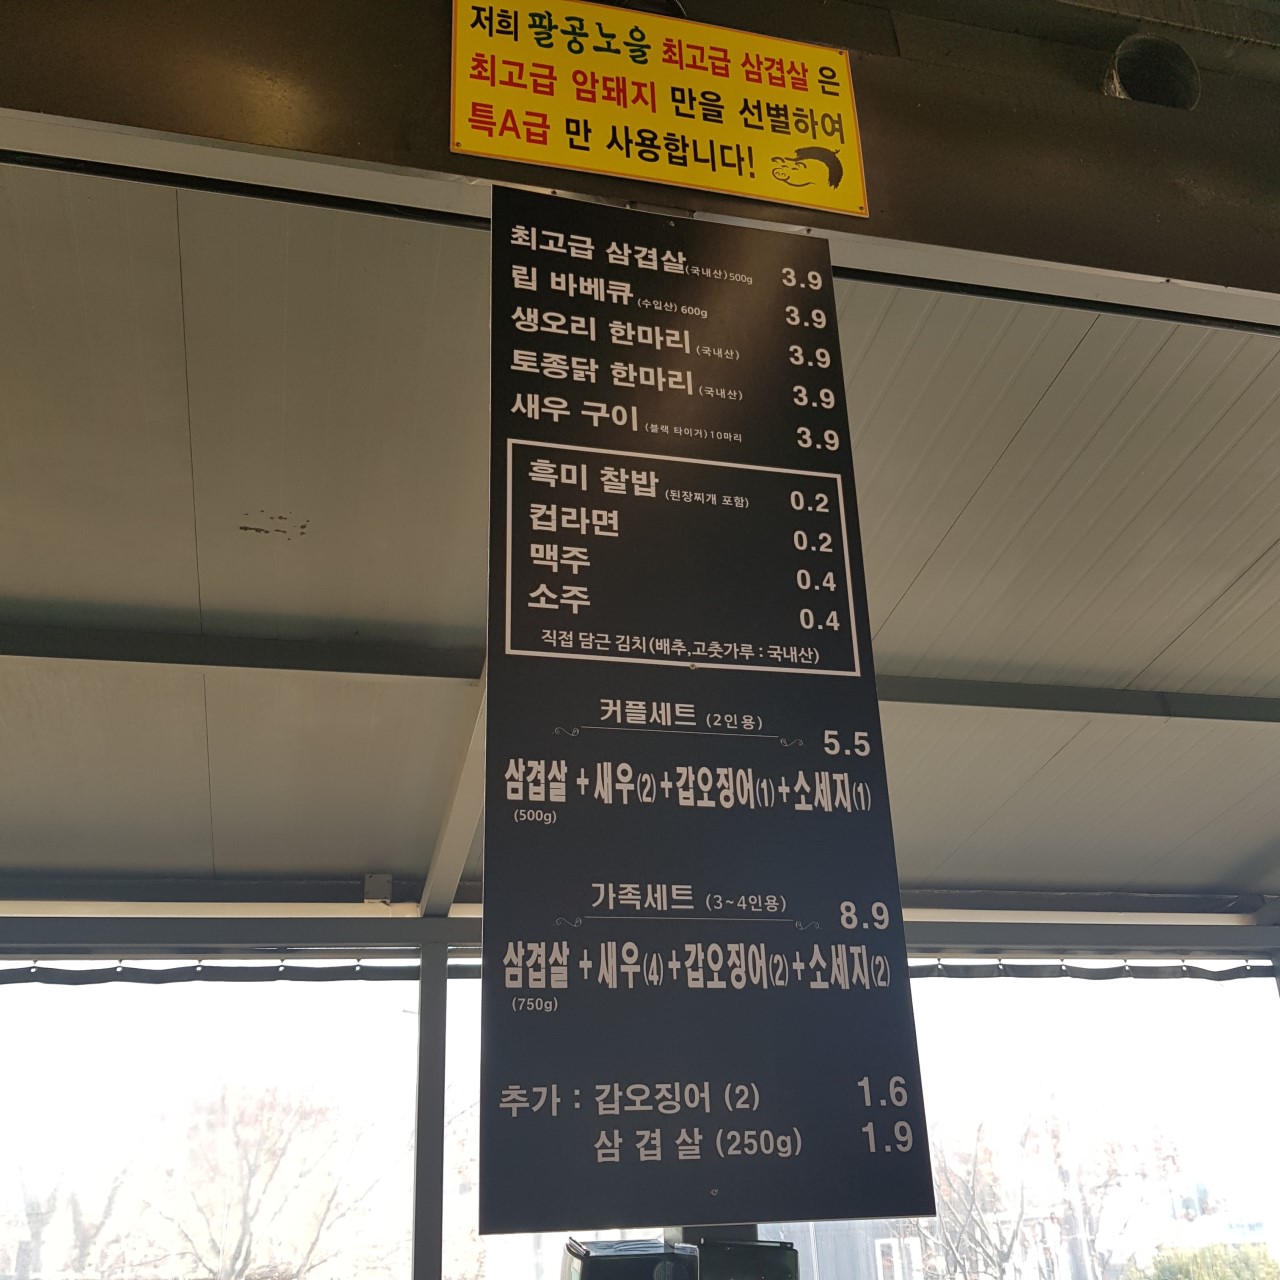 저희 팔공노을 최고급 삼겹살 은
최고급 암돼지 만을 선별하여
특A급 만 사용합니다!
최고급 삼겹살(국내산)500g 3.9
립 바베큐 (수입산) 600g 3.9
생오리 한마리 (국내산) 3.9
토종닭 한마리 (국내산) 3.9
새우 구이 (블랙 타이거)10마리 3.9
흑미 찰밥 (된장찌개 포함) 0.2
컵라면 0.2
맥주 0.4
소주 0.4
직접 담근 김치(배추,고춧가루 : 국내산)
커플세트 (2인용) 5.5
삼겹살 + 새우(2) + 갑오징어(1) + 소세지(1)
(500g)
가족세트 (3~4인용) 8.9
삼겹살 + 새우(4) + 갑오징어(2) + 소세지(2)
(750g)
추가 : 갑오징어 (2) 1.6
삼 겹 살 (250g) 1.9